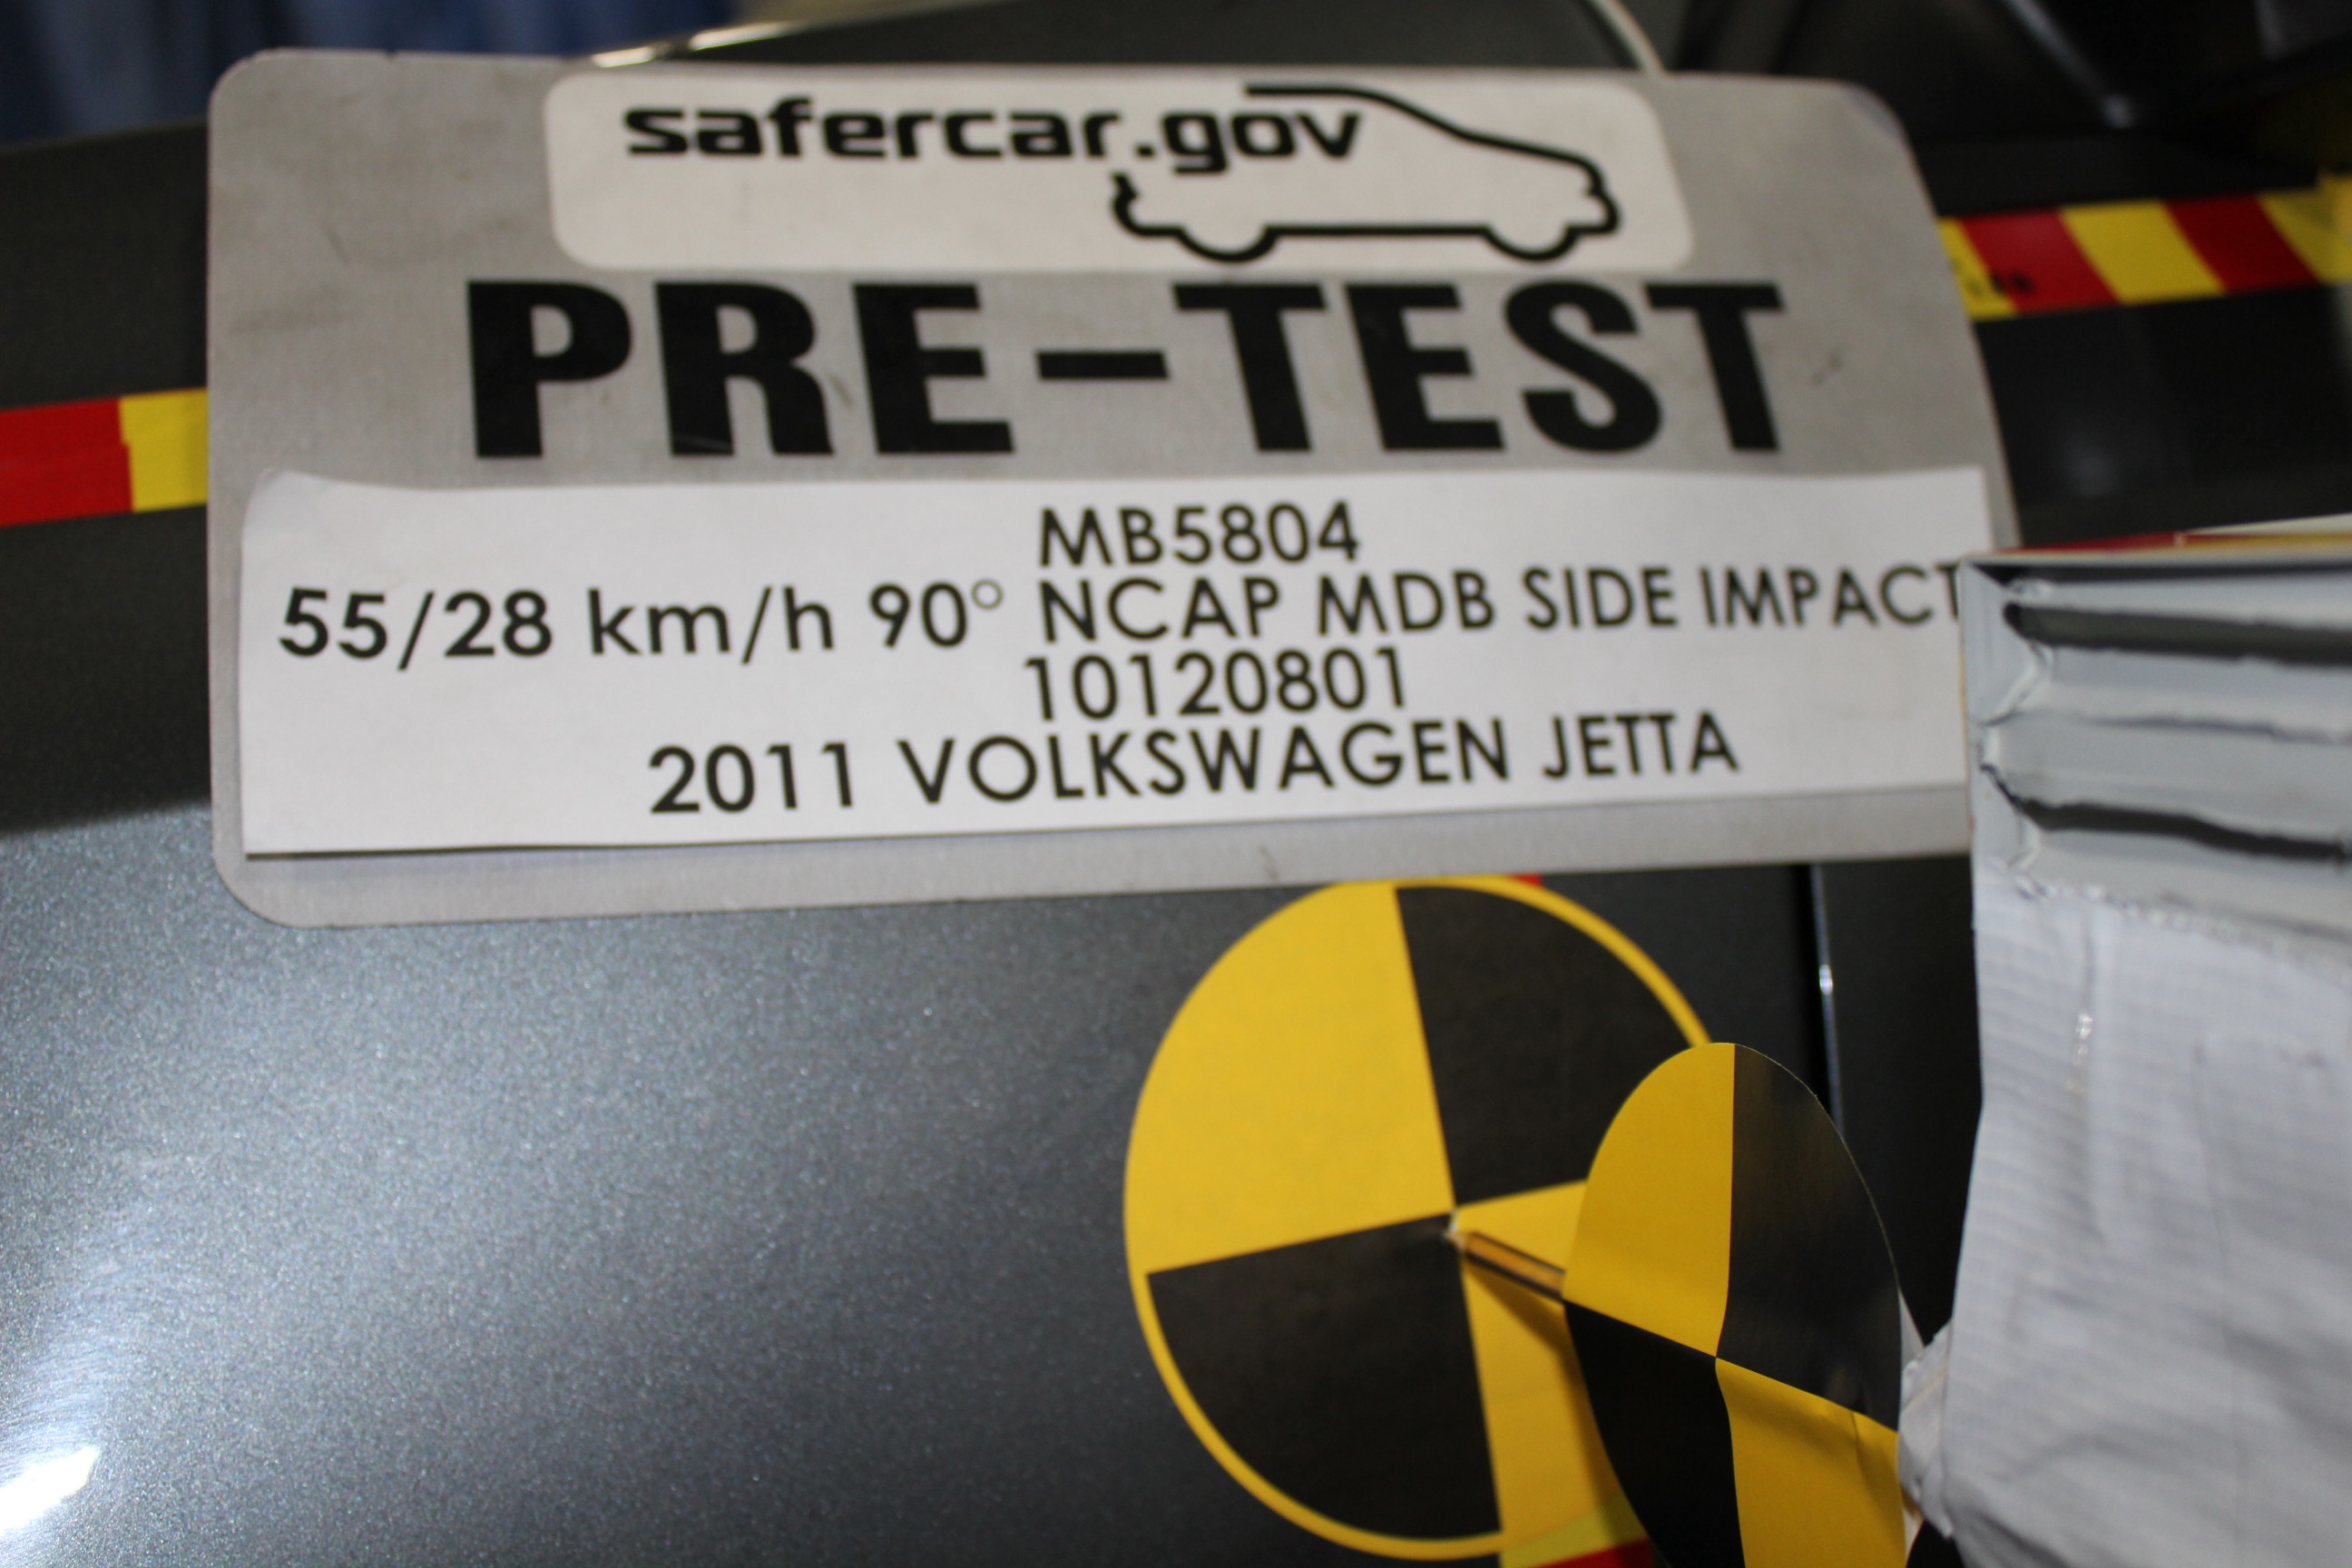 safercar.gov
PRE-TEST
MB5804
55/28 km/h 90° NCAP MDB SIDE IMPACT
10120801
2011 VOLKSWAGEN JETTA